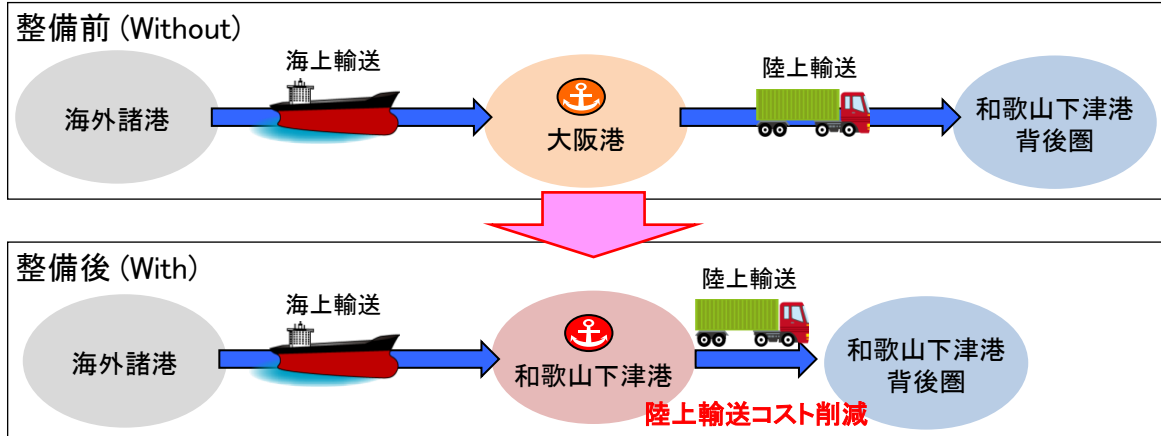 整備前（Without）
海上輸送
陸上輸送
海外諸港
大阪港
和歌山下津港
背後圏
整備後（With）
海上輸送
陸上輸送
海外諸港
和歌山下津港
和歌山下津港
背後圏
陸上輸送コスト削減